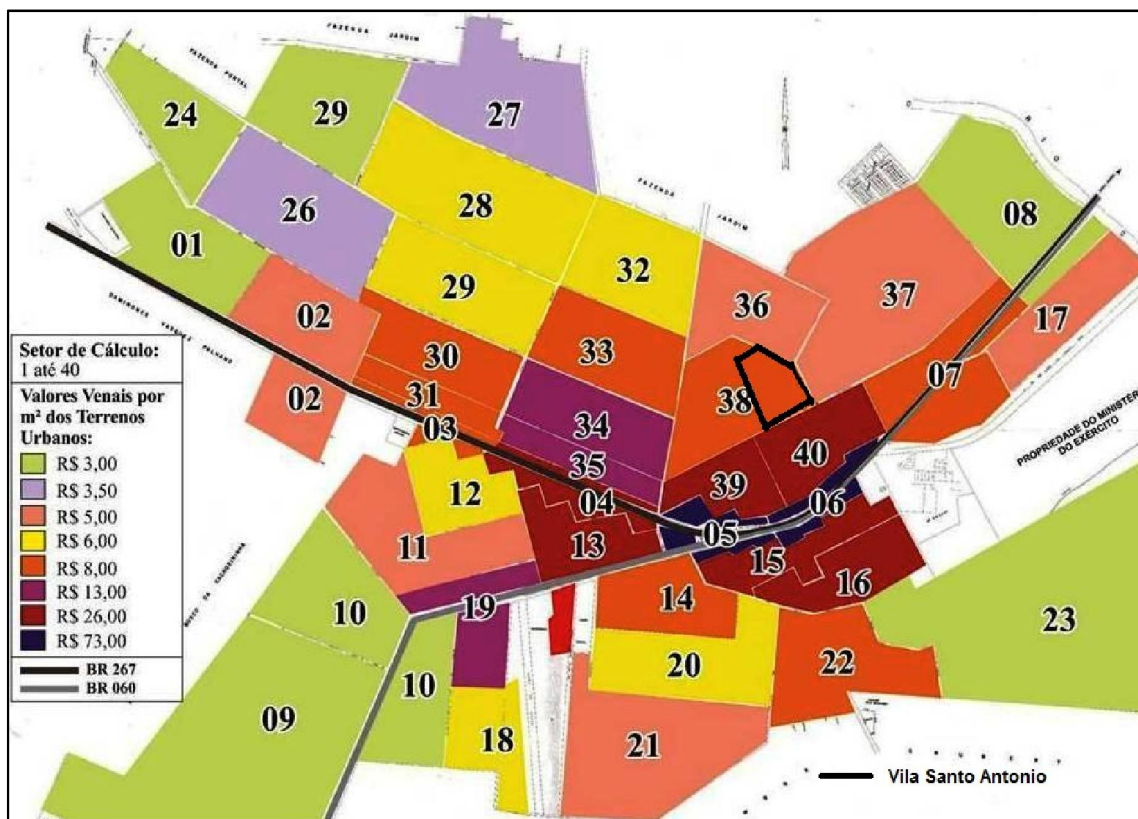 FAZENDA JARDIM
FAZENDA PONTAL
24
29
27
RIO
26
28
FAZENDA JARDIM
08
01
32
36
37
29
02
17
30
33
07
02
31
38
03
34
35
40
12
39
04
06
05
11
13
15
16
PROPRIEDADE DO MINISTÉR
DO EXÉRCITO
10
19
14
23
20
22
10
09
18
21
Setor de Cálculo:
1 até 40
Valores Venais por
m² dos Terrenos
Urbanos:
R$ 3,00
R$ 3,50
R$ 5,00
R$ 6,00
R$ 8,00
R$ 13,00
R$ 26,00
R$ 73,00
BR 267
BR 060
Vila Santo Antonio